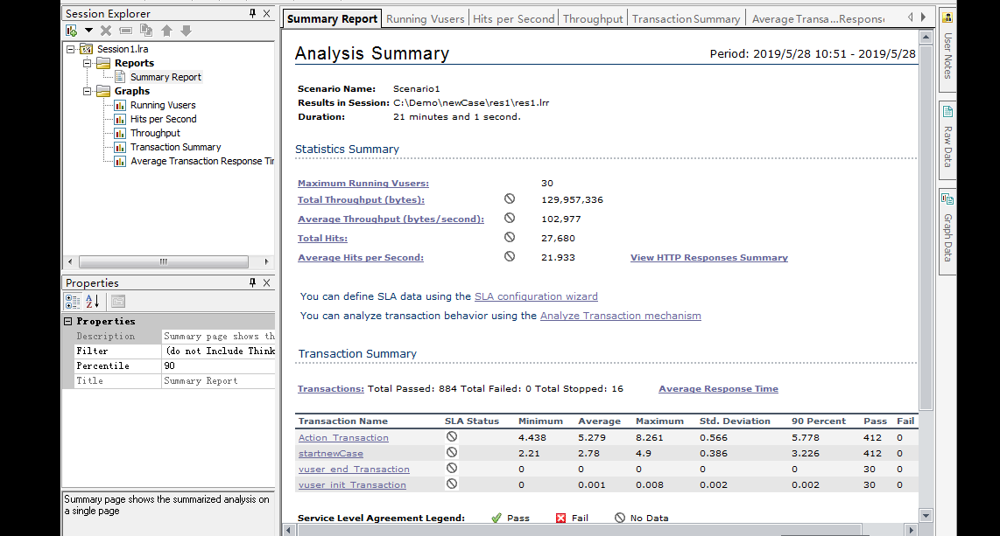 Session Explorer
Session1.lra
Reports
Summary Report
Graphs
Running Vusers
Hits per Second
Throughput
Transaction Summary
Average Transaction Response Tir
Properties
Properties
Description Summary page shows th
Filter (do not Include Think
Percentile 90
Title Summary Report
Summary page shows the summarized analysis on
a single page
Summary Report Running Vusers Hits per Second Throughput Transaction Summary Average Transa...Response
Analysis Summary Period: 2019/5/28 10:51 - 2019/5/28
Scenario Name: Scenario1
Results in Session: C:\Demo\newCase\res1\res1.lrr
Duration: 21 minutes and 1 second.
Statistics Summary
Maximum Running Vusers: 30
Total Throughput (bytes): 129,957,336
Average Throughput (bytes/second): 102,977
Total Hits: 27,680
Average Hits per Second: 21.933 View HTTP Responses Summary
You can define SLA data using the SLA configuration wizard
You can analyze transaction behavior using the Analyze Transaction mechanism
Transaction Summary
Transactions: Total Passed: 884 Total Failed: 0 Total Stopped: 16 Average Response Time
Transaction Name SLA Status Minimum Average Maximum Std. Deviation 90 Percent Pass Fail
Action_Transaction 4.438 5.279 8.261 0.566 5.778 412 0
startnewCase 2.21 2.78 4.9 0.386 3.226 412 0
vuser_end_Transaction 0 0 0 0 0 30 0
vuser_init_Transaction 0 0.001 0.008 0.002 0.002 30 0
Service Level Agreement Legend: Pass Fail No Data
User Notes
Raw Data
Graph Data